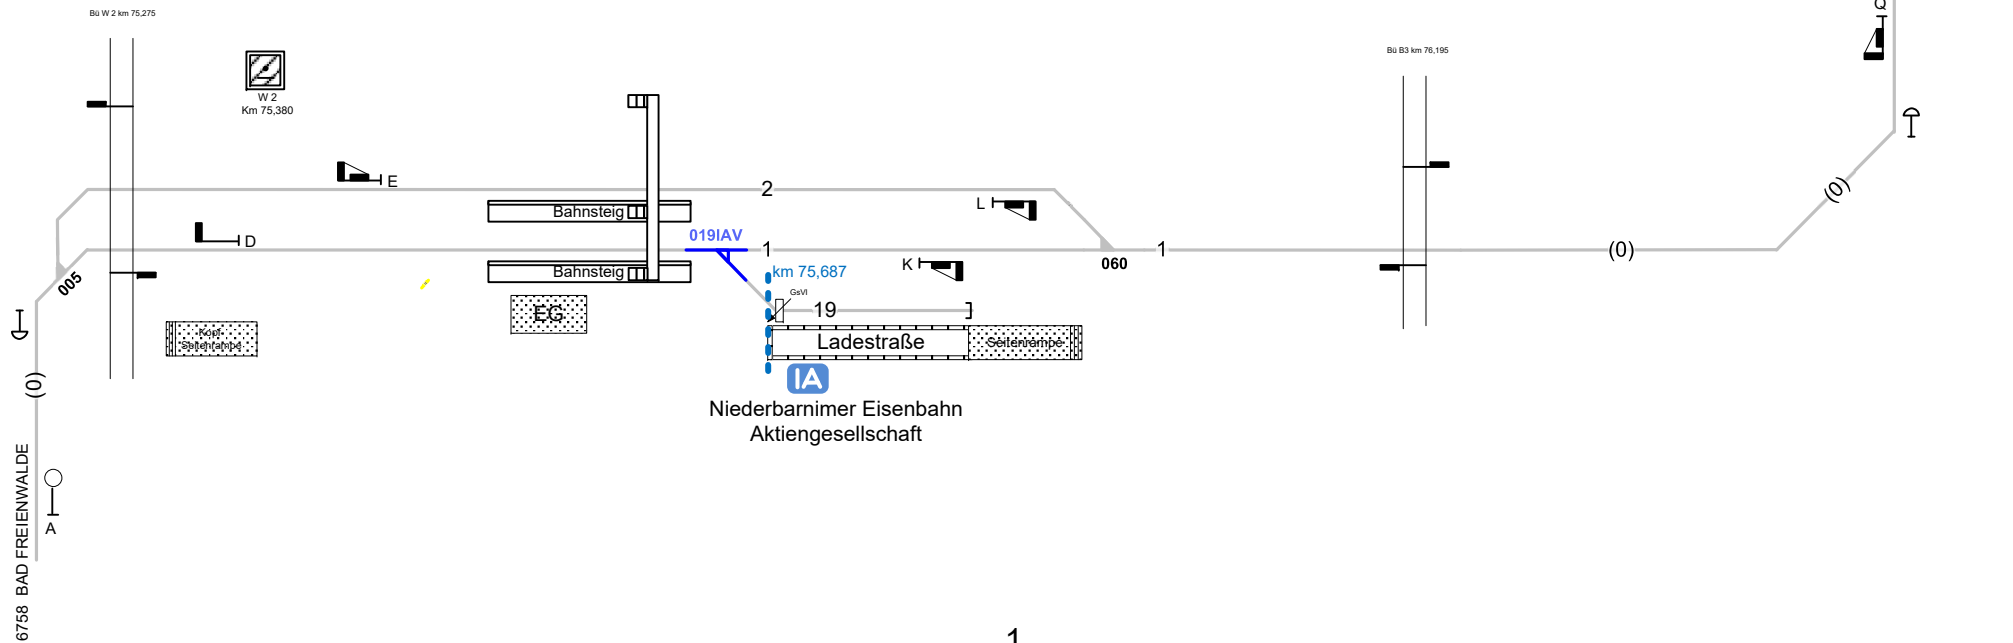 Bü W 2 km 75,275
Q
Bü B3 km 76,195
W 2
Km 75,380
E
2
(0)
L
Bahnsteig
D
019IAV
1
1
(0)
K
060
005
Bahnsteig
km 75,687
GsVI
19
EG
Kopf-
Seitenrampe
Ladestraße
Seitenrampe
IA
(0)
Niederbarnimer Eisenbahn
Aktiengesellschaft
A
6758 BAD FREIENWALDE
1